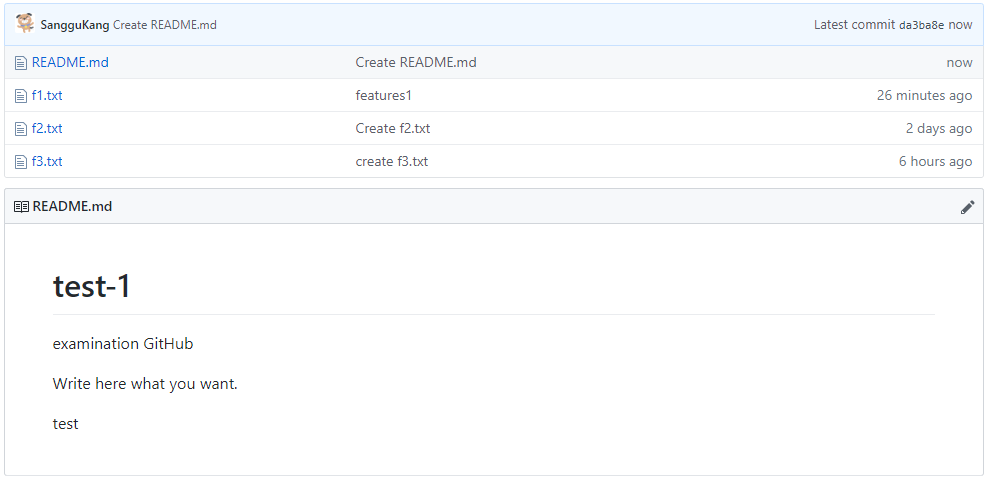 SangguKang Create README.md Latest commit da3ba8e now
README.md Create README.md now
f1.txt features1 26 minutes ago
f2.txt Create f2.txt 2 days ago
f3.txt create f3.txt 6 hours ago
README.md
test-1
examination GitHub
Write here what you want.
test